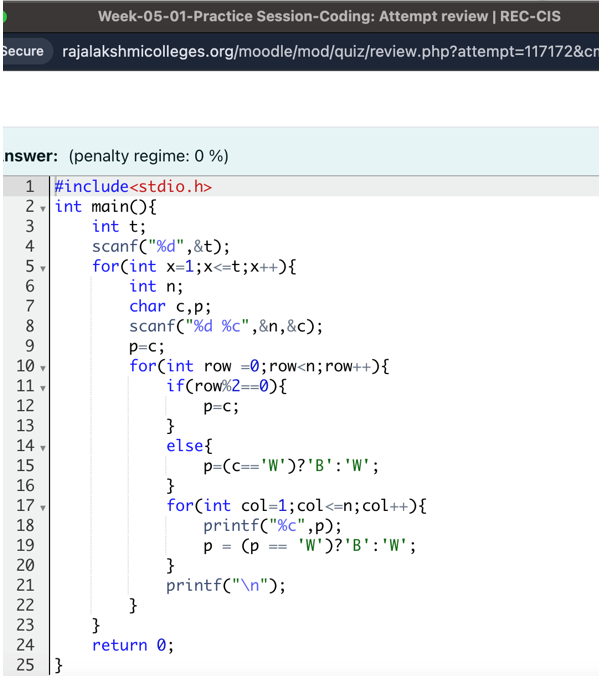 Week-05-01-Practice Session-Coding: Attempt review | REC-CIS
Secure rajalakshmicolleges.org/moodle/mod/quiz/review.php?attempt=117172&cm
nswer: (penalty regime: 0 %)
1 #include<stdio.h>
2 int main(){
3 int t;
4 scanf("%d",&t);
5 for(int x=1;x<=t;x++){
6 int n;
7 char c,p;
8 scanf("%d %c",&n,&c);
9 p=c;
10 for(int row =0;row<n;row++){
11 if(row%2==0){
12 p=c;
13 }
14 else{
15 p=(c=='W')?'B':'W';
16 }
17 for(int col=1;col<=n;col++){
18 printf("%c",p);
19 p = (p == 'W')?'B':'W';
20 }
21 printf("\n");
22 }
23 }
24 return 0;
25 }